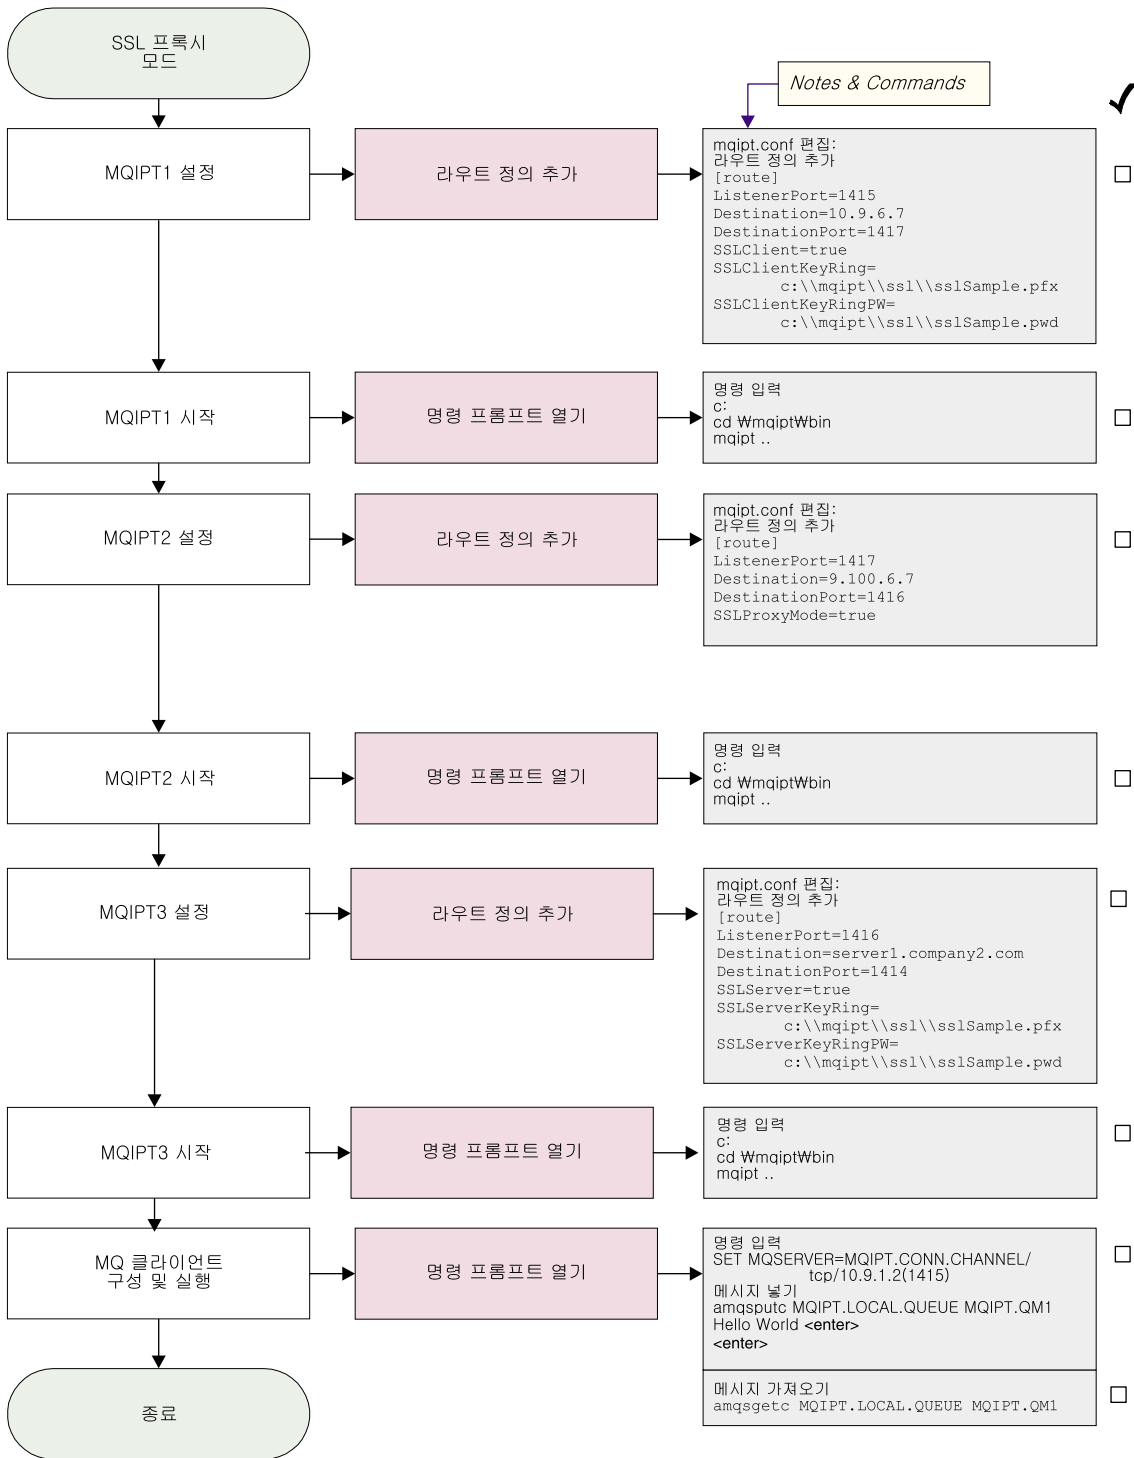 SSL 프록시
모드
Notes & Commands
MQIPT1 설정
라우트 정의 추가
mqipt.conf 편집:
라우트 정의 추가
[route]
ListenerPort=1415
Destination=10.9.6.7
DestinationPort=1417
SSLClient=true
SSLClientKeyRing=
c:\\mqipt\\ssl\\sslSample.pfx
SSLClientKeyRingPW=
c:\\mqipt\\ssl\\sslSample.pwd
MQIPT1 시작
명령 프롬프트 열기
명령 입력
c:
cd ₩mqipt₩bin
mqipt ..
MQIPT2 설정
라우트 정의 추가
mqipt.conf 편집:
라우트 정의 추가
[route]
ListenerPort=1417
Destination=9.100.6.7
DestinationPort=1416
SSLProxyMode=true
MQIPT2 시작
명령 프롬프트 열기
명령 입력
c:
cd ₩mqipt₩bin
mqipt ..
MQIPT3 설정
라우트 정의 추가
mqipt.conf 편집:
라우트 정의 추가
[route]
ListenerPort=1416
Destination=server1.company2.com
DestinationPort=1414
SSLServer=true
SSLServerKeyRing=
c:\\mqipt\\ssl\\sslSample.pfx
SSLServerKeyRingPW=
c:\\mqipt\\ssl\\sslSample.pwd
MQIPT3 시작
명령 프롬프트 열기
명령 입력
c:
cd ₩mqipt₩bin
mqipt ..
MQ 클라이언트
구성 및 실행
명령 프롬프트 열기
명령 입력
SET MQSERVER=MQIPT.CONN.CHANNEL/
tcp/10.9.1.2(1415)
메시지 넣기
amqsputc MQIPT.LOCAL.QUEUE MQIPT.QM1
Hello World <enter>
<enter>
메시지 가져오기
amqsgetc MQIPT.LOCAL.QUEUE MQIPT.QM1
종료